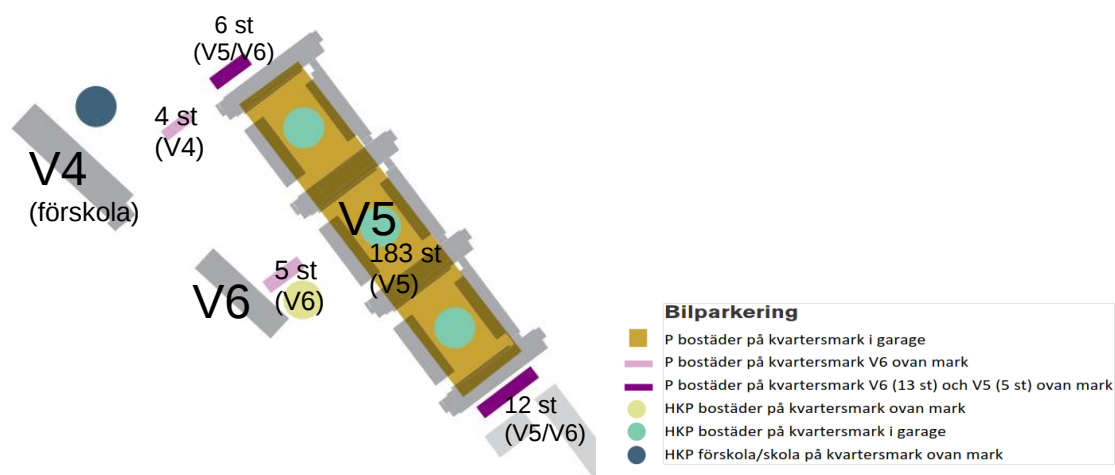 6 st
(V5/V6)
4 st
(V4)
V4
(förskola)
V5
183 st
(V5)
5 st
(V6)
V6
12 st
(V5/V6)
Bilparkering
P bostäder på kvartersmark i garage
P bostäder på kvartersmark V6 ovan mark
P bostäder på kvartersmark V6 (13 st) och V5 (5 st) ovan mark
HKP bostäder på kvartersmark ovan mark
HKP bostäder på kvartersmark i garage
HKP förskola/skola på kvartersmark ovan mark